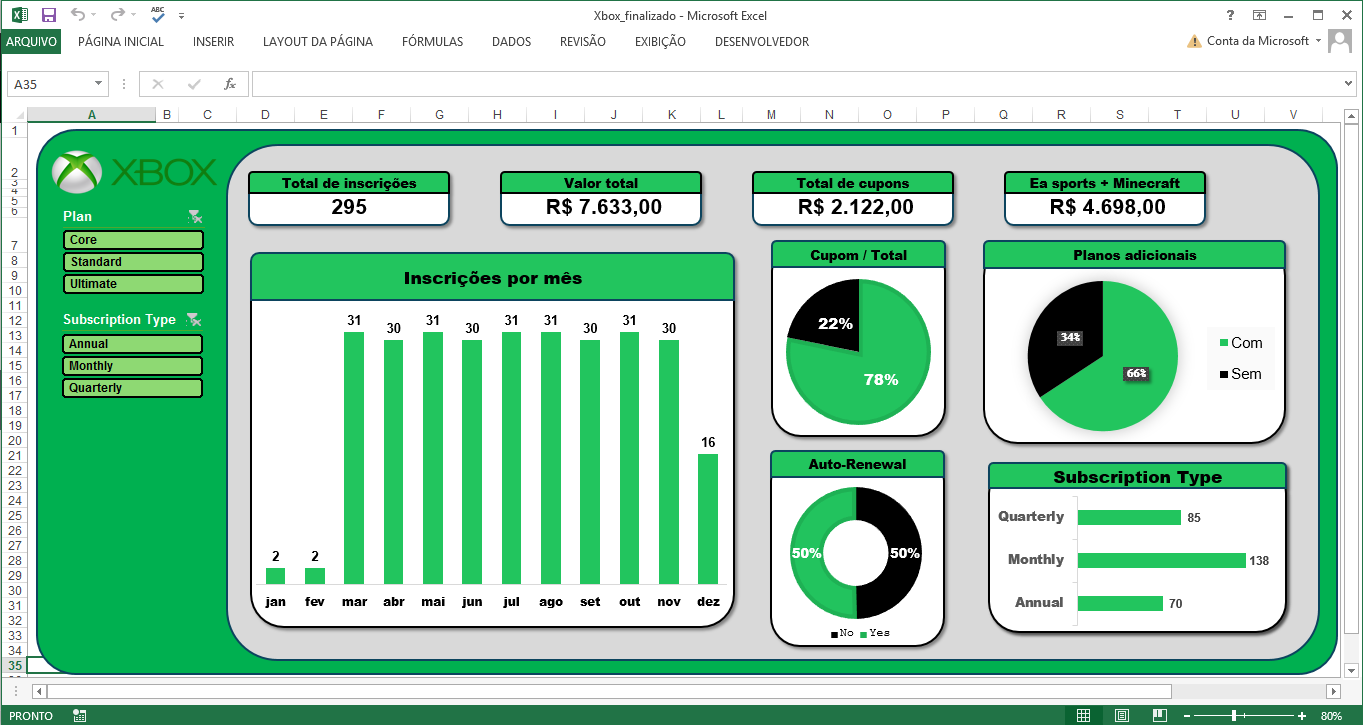 ABC
Xbox_finalizado - Microsoft Excel
?
ARQUIVO PÁGINA INICIAL INSERIR LAYOUT DA PÁGINA FÓRMULAS DADOS REVISÃO EXIBIÇÃO DESENVOLVEDOR Conta da Microsoft
A35 fx
A B C D E F G H I J K L M N O P Q R S T U V
1
2
3
4
5
6
7
8
9
10
11
12
13
14
15
16
17
18
19
20
21
22
23
24
25
26
27
28
29
30
31
32
33
34
35
XBOX
Plan
Core
Standard
Ultimate
Subscription Type
Annual
Monthly
Quarterly
Total de inscrições
295
Valor total
R$ 7.633,00
Total de cupons
R$ 2.122,00
Ea sports + Minecraft
R$ 4.698,00
Inscrições por mês
2 2 31 30 31 30 31 31 30 31 30 16
jan fev mar abr mai jun jul ago set out nov dez
Cupom / Total
22%
78%
Planos adicionais
34%
66%
Com
Sem
Auto-Renewal
50% 50%
No Yes
Subscription Type
Quarterly 85
Monthly 138
Annual 70
PRONTO 80%